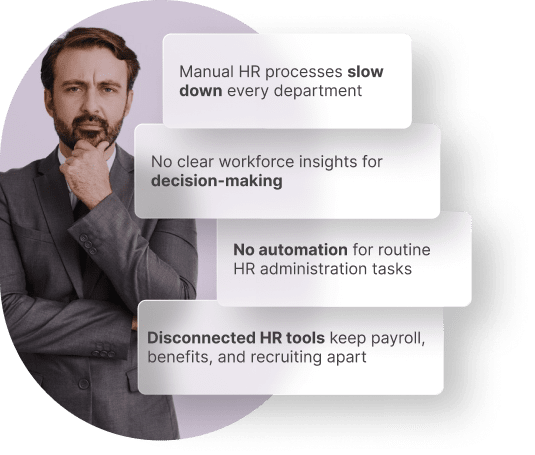 Manual HR processes slow
down every department
No clear workforce insights for
decision-making
No automation for routine
HR administration tasks
Disconnected HR tools keep payroll,
benefits, and recruiting apart